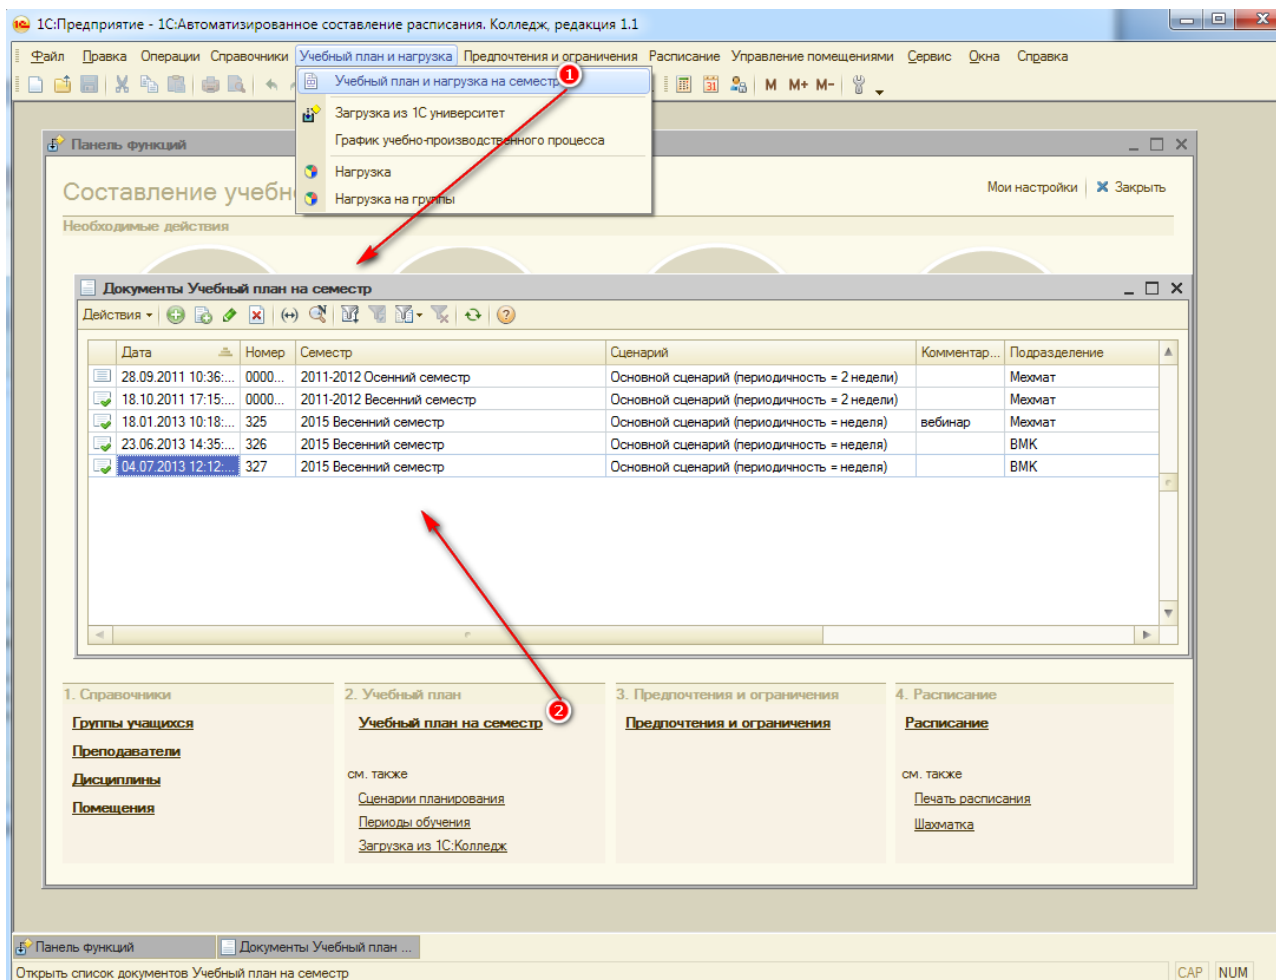 1С:Предприятие - 1С:Автоматизированное составление расписания. Колледж, редакция 1.1
Файл Правка Операции Справочники Учебный план и нагрузка Предпочтения и ограничения Расписание Управление помещениями Сервис Окна Справка
Учебный план и нагрузка на семестр 1
M M+ M-
Загрузка из 1С университет
График учебно-производственного процесса
Нагрузка
Нагрузка на группы
Панель функций
Составление
Мои настройки Закрыть
Необходимые действия
Документы Учебный план на семестр
Действия
Дата Номер Семестр Сценарий Комментар... Подразделение
28.09.2011 10:36:... 0000... 2011-2012 Осенний семестр Основной сценарий (периодичность = 2 недели) Мехмат
18.10.2011 17:15:... 0000... 2011-2012 Весенний семестр Основной сценарий (периодичность = 2 недели) Мехмат
18.01.2013 10:18:... 325 2015 Весенний семестр Основной сценарий (периодичность = неделя) вебинар Мехмат
23.06.2013 14:35:... 326 2015 Весенний семестр Основной сценарий (периодичность = неделя) ВМК
04.07.2013 12:12:... 327 2015 Весенний семестр Основной сценарий (периодичность = неделя) ВМК
1. Справочники 2. Учебный план 3. Предпочтения и ограничения 4. Расписание
Группы учащихся Учебный план на семестр 2 Предпочтения и ограничения Расписание
Преподаватели
Дисциплины см. также см. также
Помещения Сценарии планирования Печать расписания
Периоды обучения Шахматка
Загрузка из 1С:Колледж
Панель функций Документы Учебный план ...
Открыть список документов Учебный план на семестр CAP NUM